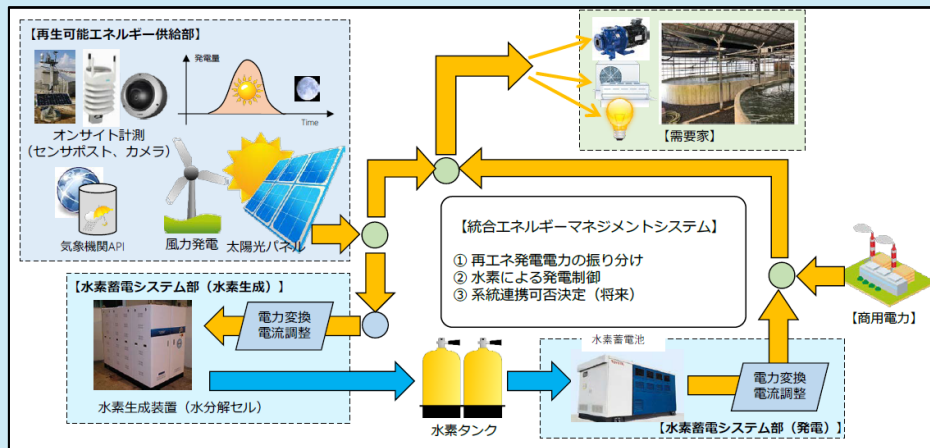 【再生可能エネルギー供給部】
発電量
Time
オンサイト計測
（センサポスト、カメラ）
気象機関API
風力発電
太陽光パネル
【需要家】
【統合エネルギーマネジメントシステム】
① 再エネ発電電力の振り分け
② 水素による発電制御
③ 系統連携可否決定（将来）
【商用電力】
【水素蓄電システム部（水素生成）】
電力変換
電流調整
水素生成装置（水分解セル）
水素タンク
水素蓄電池
電力変換
電流調整
【水素蓄電システム部（発電）】